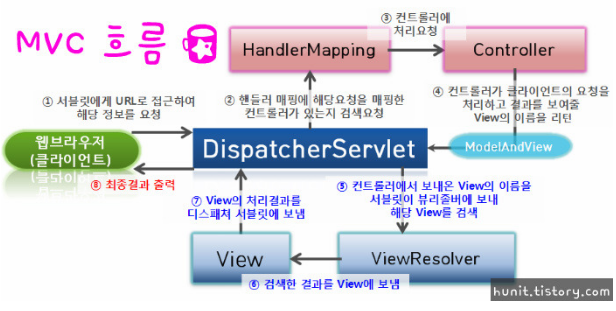 MVC 흐름
③ 컨트롤러에
처리요청
HandlerMapping
Controller
① 서블릿에게 URL로 접근하여
해당 정보를 요청
② 핸들러 매핑에 해당요청을 매핑한
컨트롤러가 있는지 검색요청
④ 컨트롤러가 클라이언트의 요청을
처리하고 결과를 보여줄
View의 이름을 리턴
웹브라우저
(클라이언트)
DispatcherServlet
ModelAndView
⑧ 최종결과 출력
⑦ View의 처리결과를
디스패처 서블릿에 보냄
⑤ 컨트롤러에서 보내온 View의 이름을
서블릿이 뷰리졸버에 보내
해당 View를 검색
View
ViewResolver
⑥ 검색한 결과를 View에 보냄
hunit.tistory.com